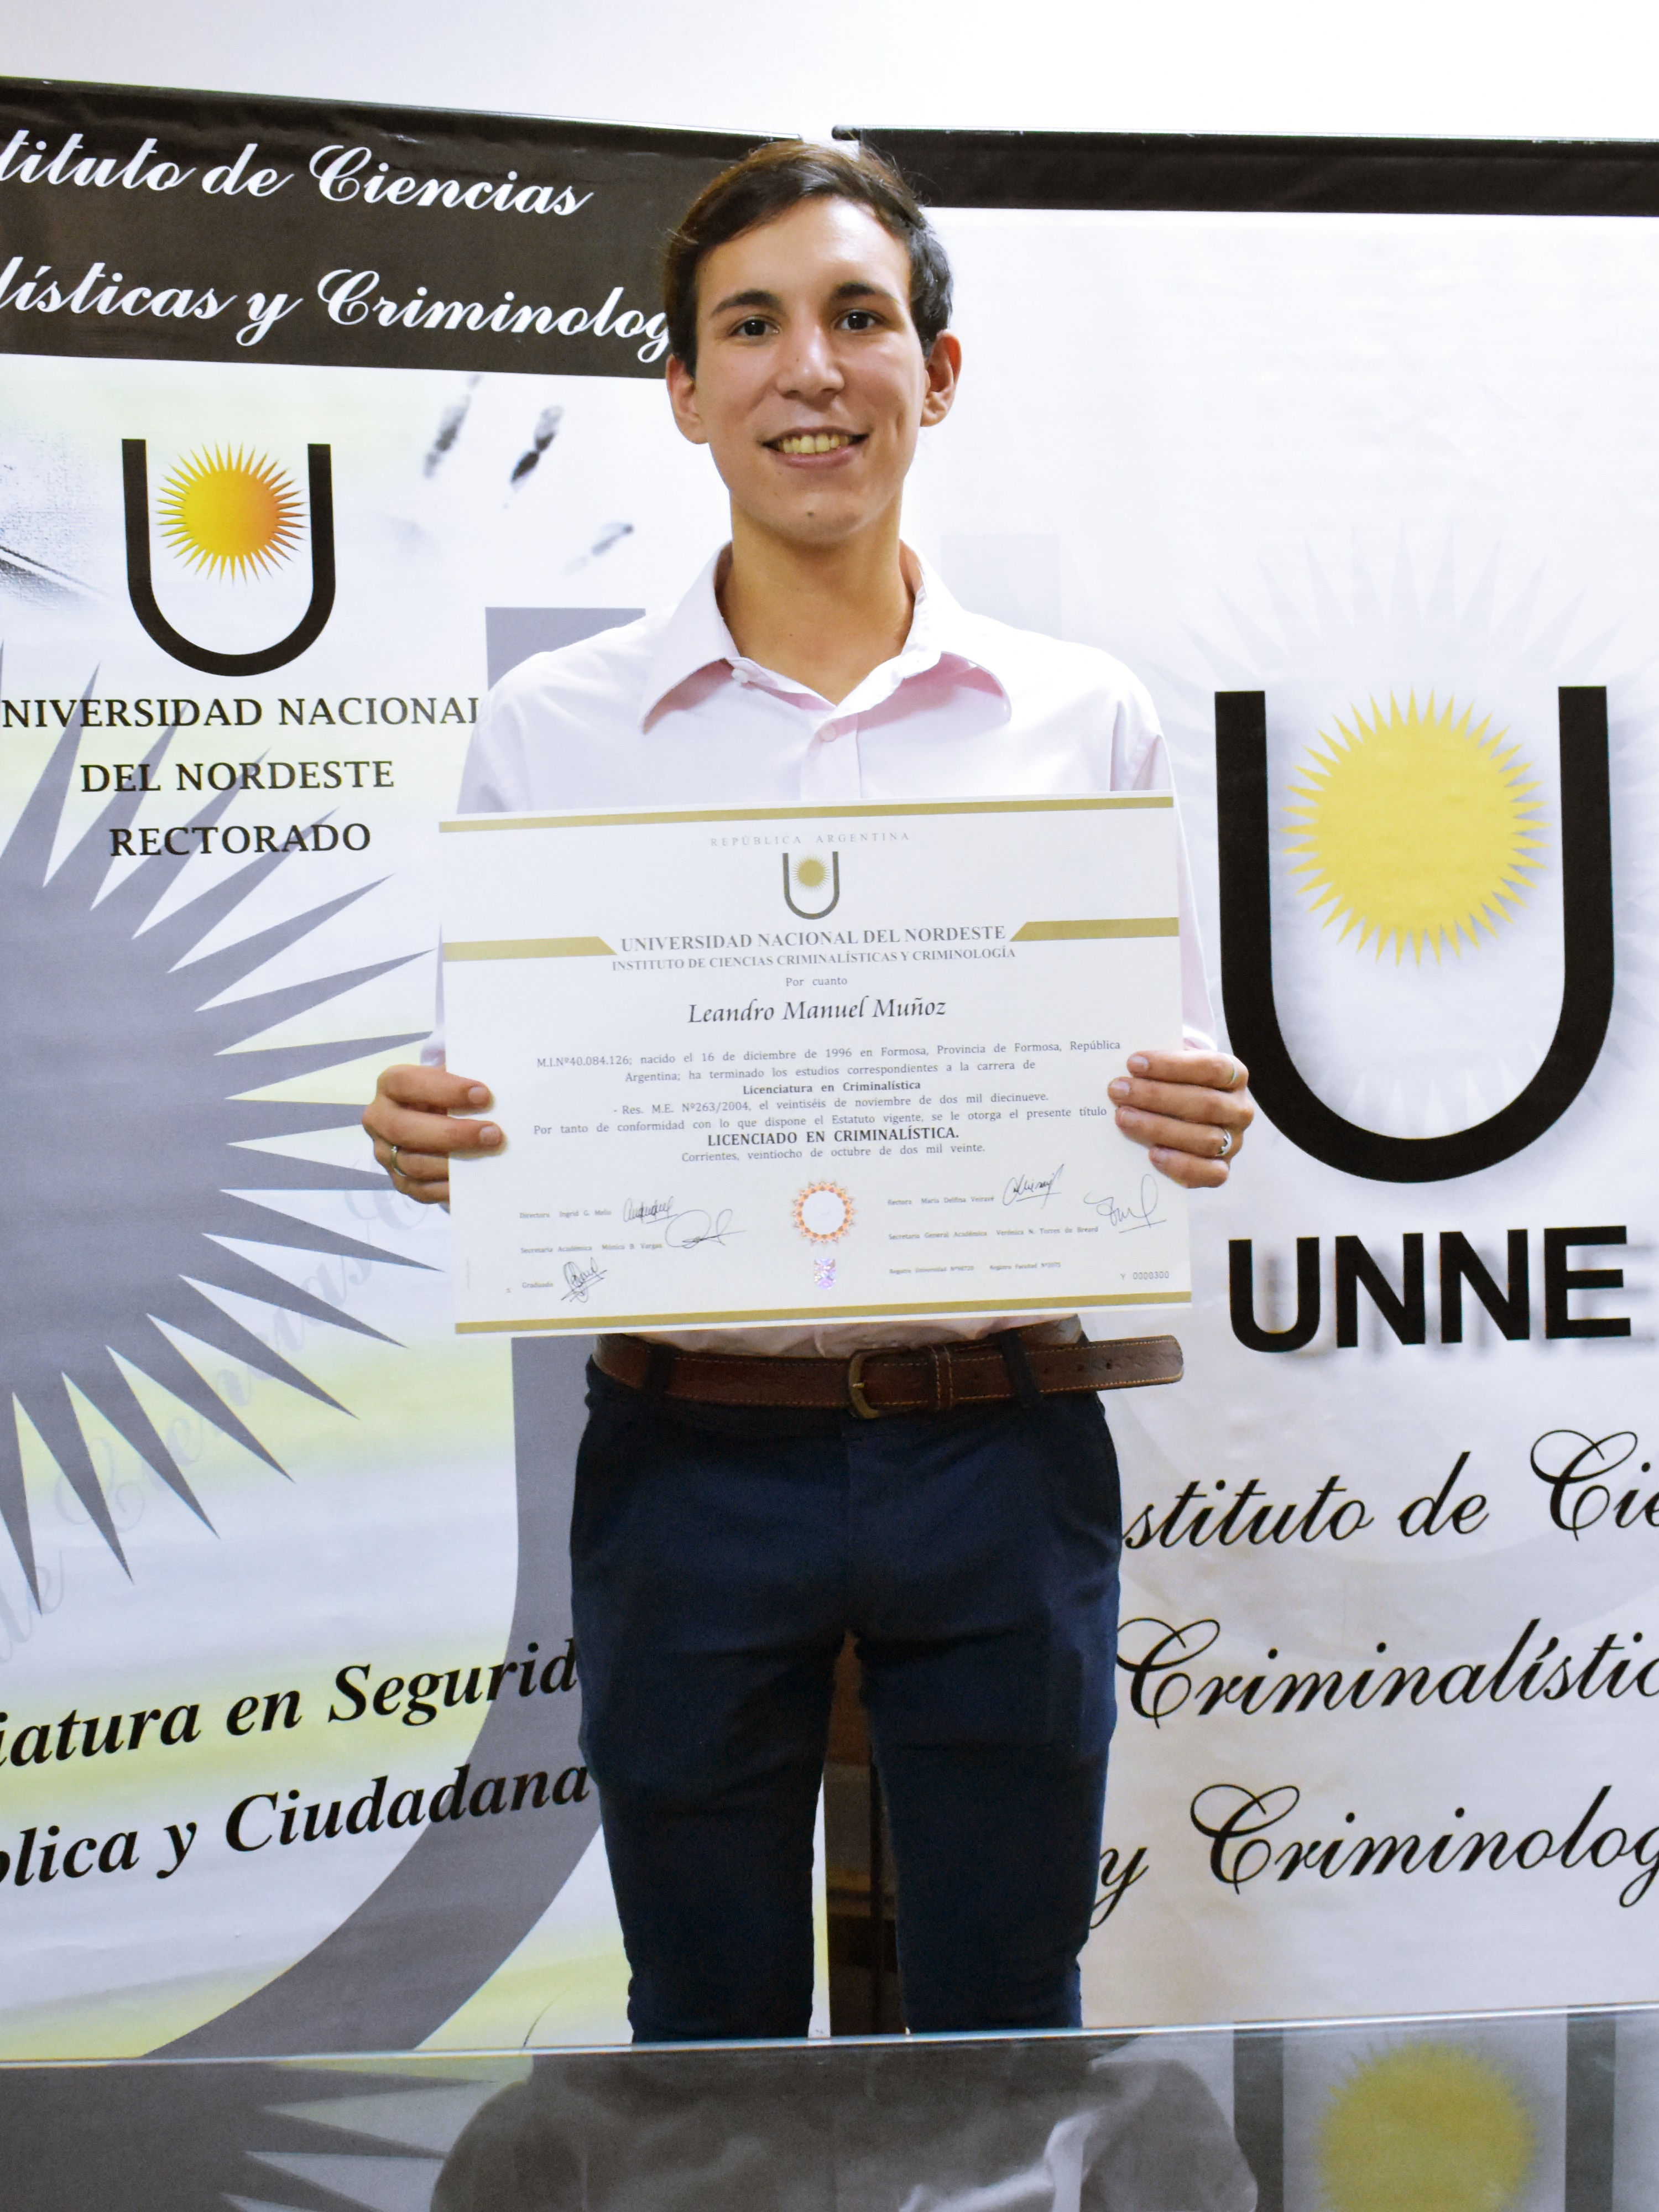 tituto de Ciencias
lísticas y Criminolog
NIVERSIDAD NACIONAL
DEL NORDESTE
RECTORADO
REPÚBLICA ARGENTINA
UNIVERSIDAD NACIONAL DEL NORDESTE
INSTITUTO DE CIENCIAS CRIMINALÍSTICAS Y CRIMINOLOGÍA
Por cuanto
Leandro Manuel Muñoz
M.I.Nº40.084.126; nacido el 16 de diciembre de 1996 en Formosa, Provincia de Formosa, República
Argentina; ha terminado los estudios correspondientes a la carrera de
Licenciatura en Criminalística
- Res. M.E. Nº263/2004, el veintiséis de noviembre de dos mil diecinueve.
Por tanto de conformidad con lo que dispone el Estatuto vigente, se le otorga el presente título
LICENCIADO EN CRIMINALÍSTICA.
Corrientes, veintiocho de octubre de dos mil veinte.
Directora Ingrid G. Melo
Rectora María Delfina Veiravé
Secretaria Académica Mónica B. Vargas
Secretaria General Académica Verónica N. Torres de Breard
Graduado
Registro Universidad Registro Facultad
Y 0000300
UNNE
stituto de Cie
Criminalístic
y Criminolog
iatura en Segurid
blica y Ciudadana